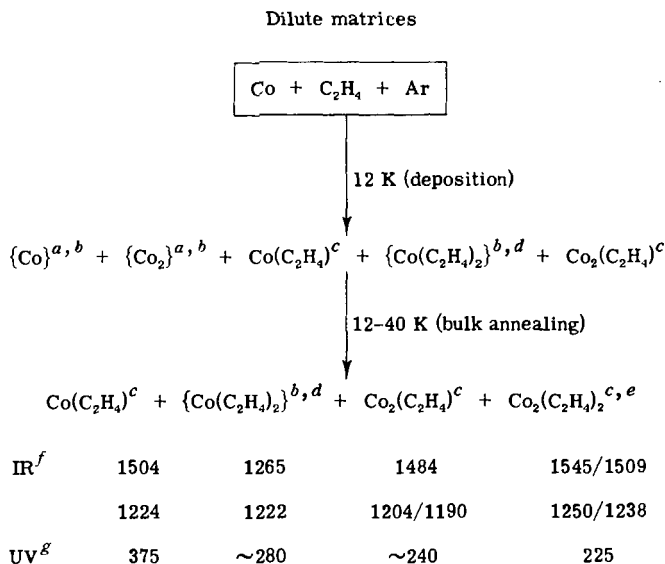 Dilute matrices
Co + C₂H₄ + Ar
12 K (deposition)
{Co}ᵃ,ᵇ + {Co₂}ᵃ,ᵇ + Co(C₂H₄)ᶜ + {Co(C₂H₄)₂}ᵇ,ᵈ + Co₂(C₂H₄)ᶜ
12-40 K (bulk annealing)
Co(C₂H₄)ᶜ + {Co(C₂H₄)₂}ᵇ,ᵈ + Co₂(C₂H₄)ᶜ + Co₂(C₂H₄)₂ᶜ,ᵉ
IRᶠ 1504 1265 1484 1545/1509
1224 1222 1204/1190 1250/1238
UVᵍ 375 ~280 ~240 225